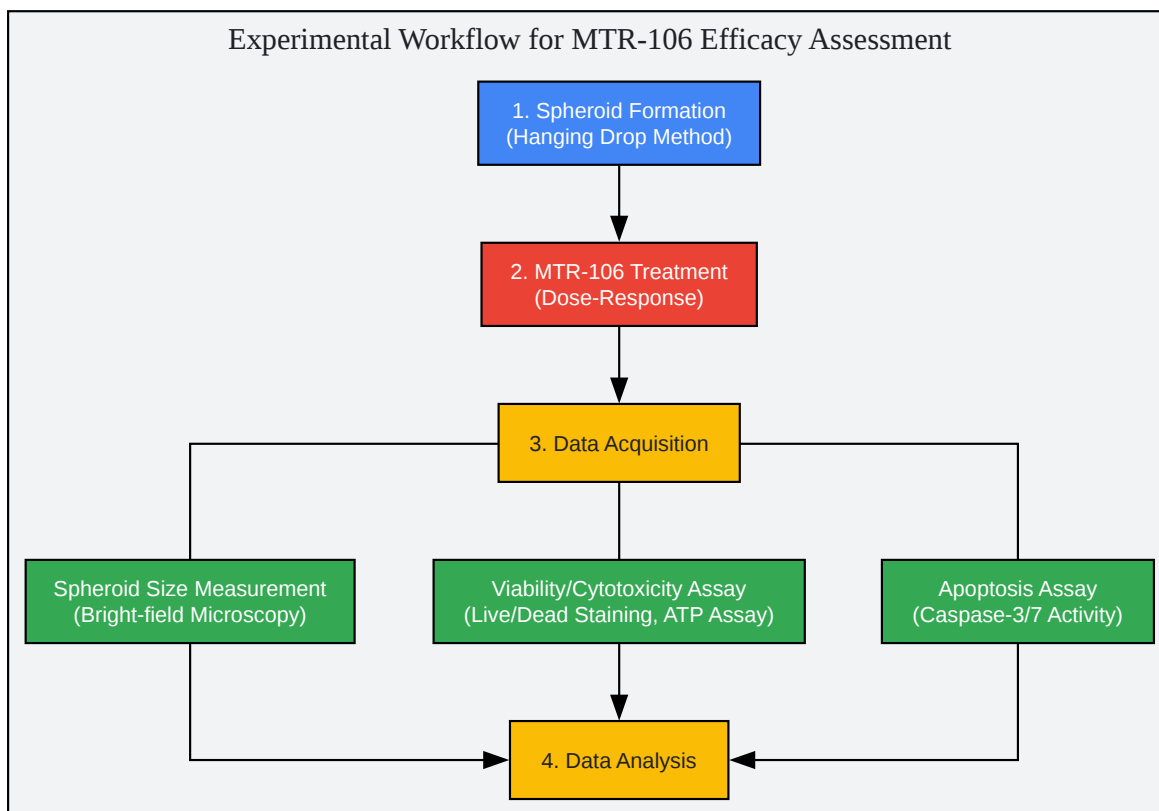 Experimental Workflow for MTR-106 Efficacy Assessment
1. Spheroid Formation
(Hanging Drop Method)
2. MTR-106 Treatment
(Dose-Response)
3. Data Acquisition
Spheroid Size Measurement
(Bright-field Microscopy)
Viability/Cytotoxicity Assay
(Live/Dead Staining, ATP Assay)
Apoptosis Assay
(Caspase-3/7 Activity)
4. Data Analysis